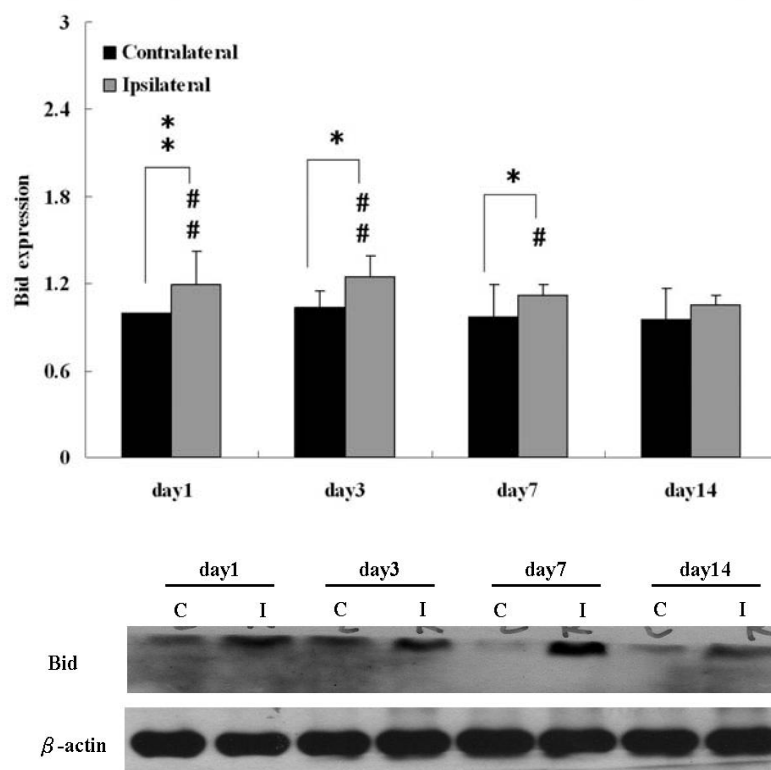 3
Contralateral
Ipsilateral
2.4
1.8
1.2
0.6
0
Bid expression
* *
*
*
# #
# #
#
day1 day3 day7 day14
day1 day3 day7 day14
C I C I C I C I
Bid
β-actin